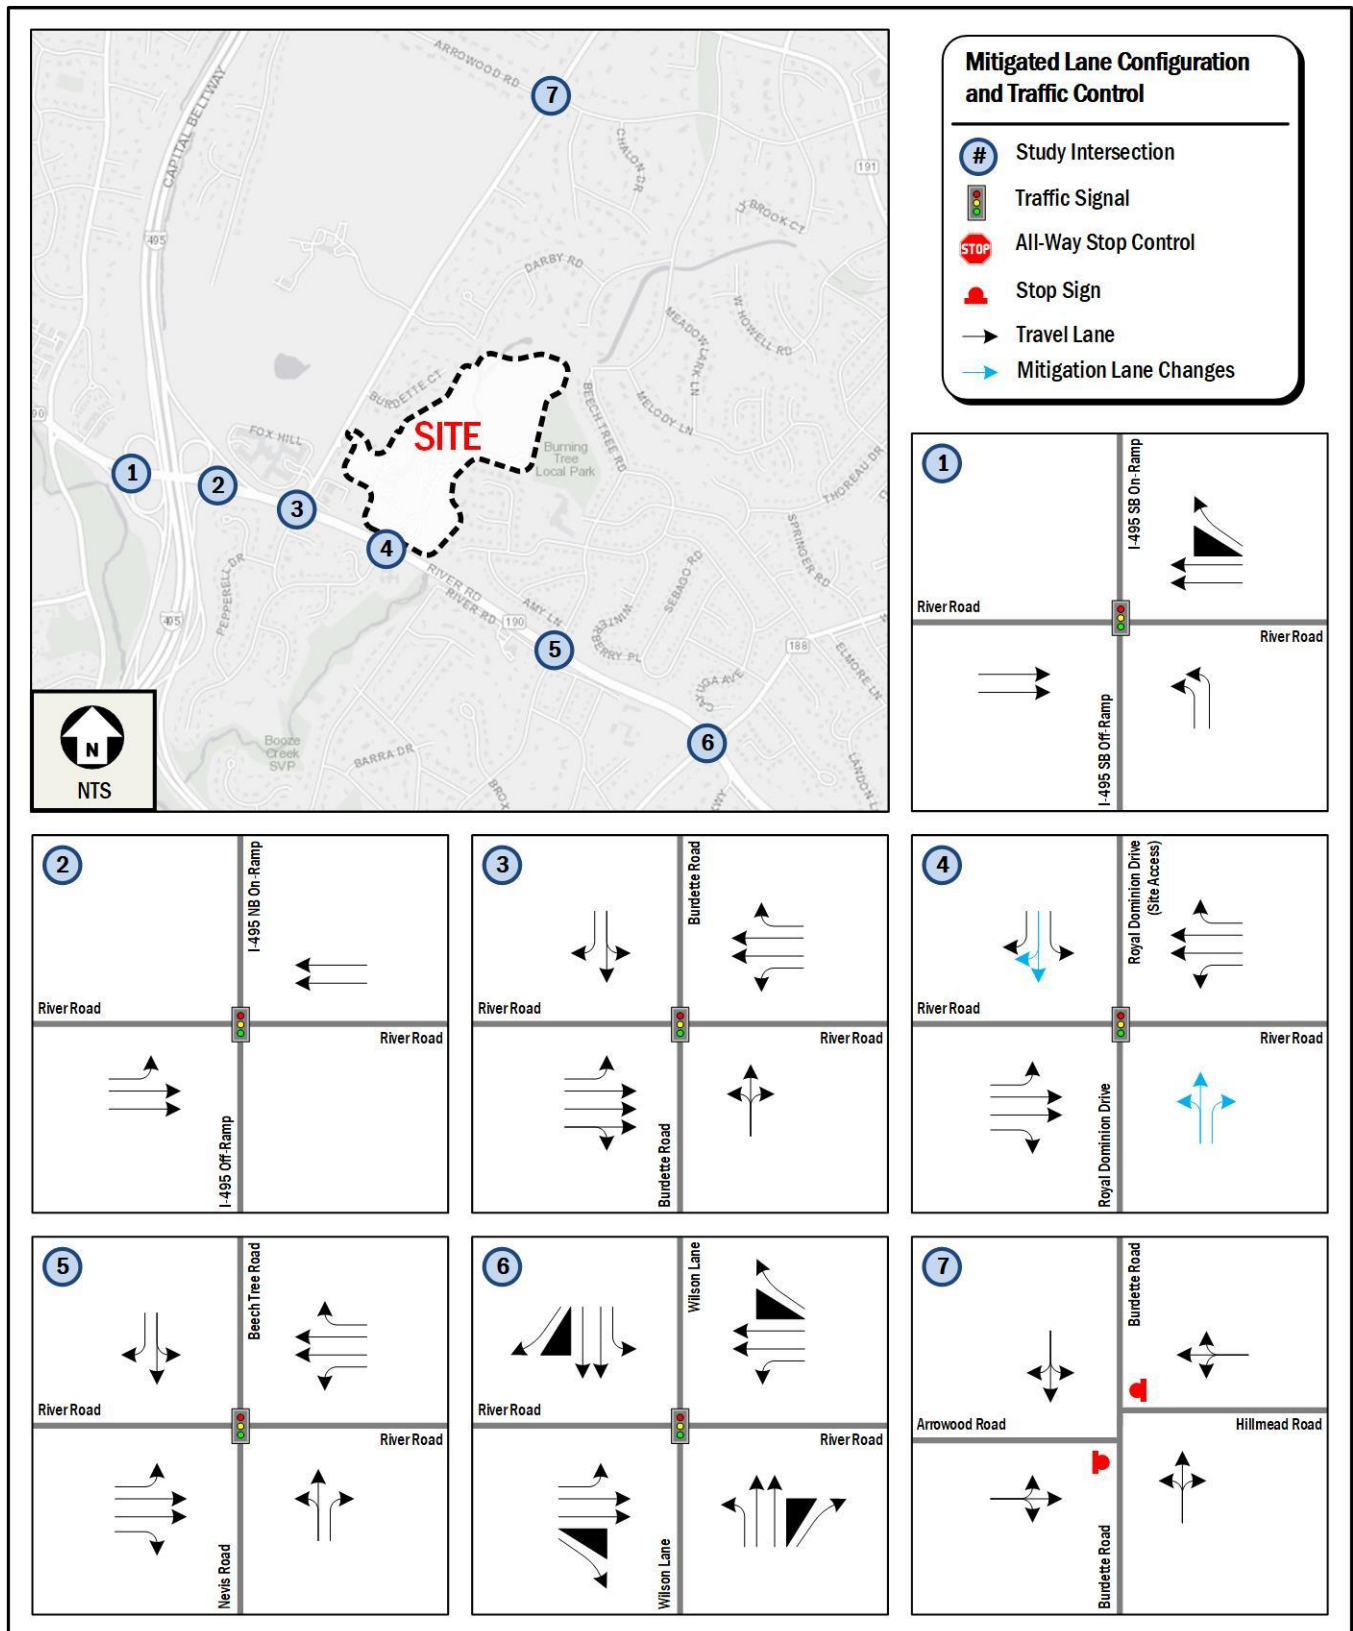 ARROWOOD RD
7
CAPITAL BELTWAY
CHALON DR
191
BROOK CT
495
DARBY RD
W HOWELL RD
MEADOWLARK LN
BURDETTE CT
BEECH TREE RD
MELODY LN
SITE
FOX HILL
Burning
Tree
Local Park
THOREAU DR
1
2
3
4
SPRINGER RD
PEPPERELL DR
RIVER RD
RIVER RD
190
SEBAGO RD
AMY LN
WINTER
BERRY PL
495
5
188
ELMORE LN
CAYUGA AVE
6
N
NTS
Booze
Creek
SVP
BARRA DR
LANDON L
Mitigated Lane Configuration
and Traffic Control
# Study Intersection
Traffic Signal
STOP All-Way Stop Control
Stop Sign
Travel Lane
Mitigation Lane Changes
1
I-495 SB On-Ramp
River Road
River Road
I-495 SB Off-Ramp
2
I-495 NB On-Ramp
River Road
River Road
I-495 Off-Ramp
3
Burdette Road
River Road
River Road
Burdette Road
4
Royal Dominion Drive
(Site Access)
River Road
River Road
Royal Dominion Drive
5
Beech Tree Road
River Road
River Road
Nevis Road
6
Wilson Lane
River Road
River Road
Wilson Lane
7
Burdette Road
Arrowood Road
Hillmead Road
Burdette Road